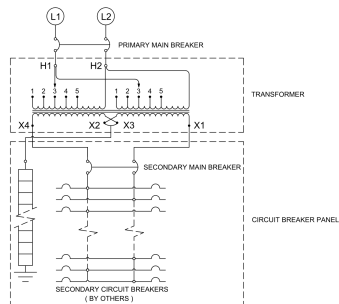 L1 L2
PRIMARY MAIN BREAKER
H1 H2
1 2 3 4 5 1 2 3 4 5
TRANSFORMER
X4 X2 X3 X1
SECONDARY MAIN BREAKER
CIRCUIT BREAKER PANEL
SECONDARY CIRCUIT BREAKERS
( BY OTHERS )